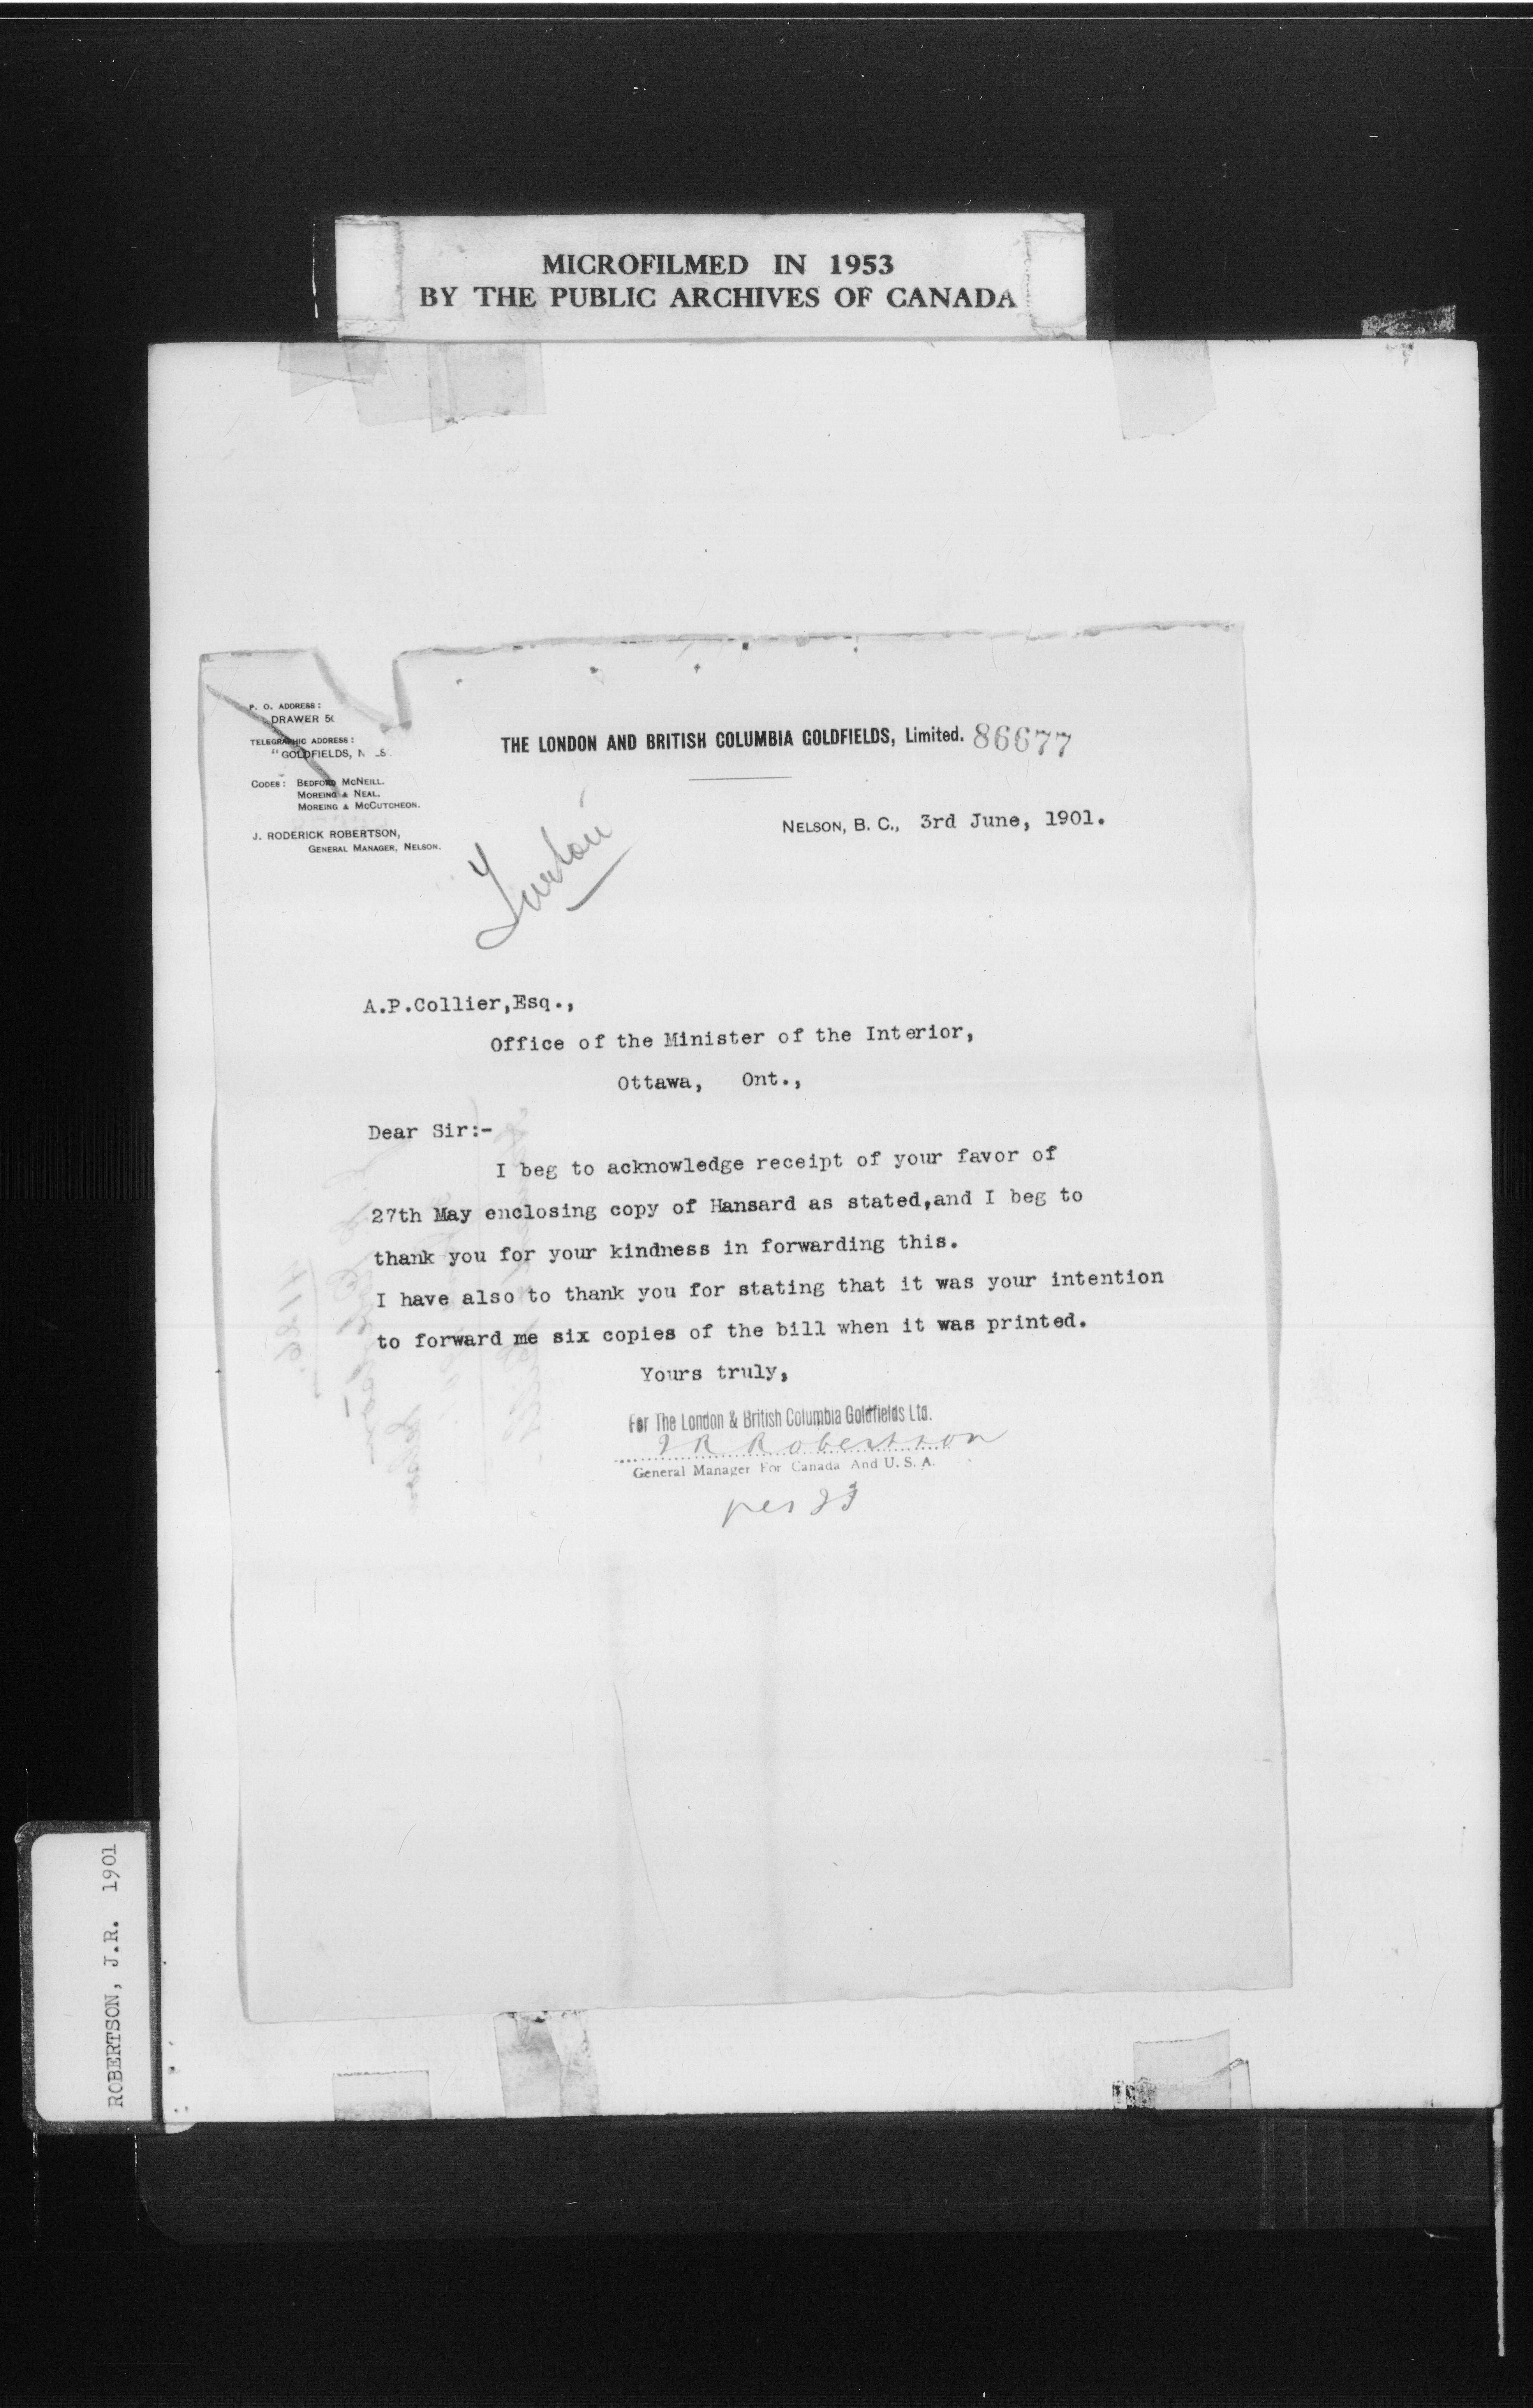 MICROFILMED IN 1953
BY THE PUBLIC ARCHIVES OF CANADA
P. O. ADDRESS:
DRAWER
TELEGRAPHIC ADDRESS:
"GOLDFIELDS,
CODES: BEDFORD MCNEILL.
MOREING & NEAL.
MOREING & MCCUTCHEON.
J. RODERICK ROBERTSON,
GENERAL MANAGER, NELSON.
THE LONDON AND BRITISH COLUMBIA GOLDFIELDS, Limited. 86677
NELSON, B. C., 3rd June, 1901.
A.P.Collier,Esq.,
Office of the Minister of the Interior,
Ottawa, Ont.,
Dear Sir:-
I beg to acknowledge receipt of your favor of
27th May enclosing copy of Hansard as stated,and I beg to
thank you for your kindness in forwarding this.
I have also to thank you for stating that it was your intention
to forward me six copies of the bill when it was printed.
Yours truly,
For The London & British Columbia Goldfields Ltd.
J R Robertson
General Manager For Canada And U. S. A.
per
ROBERTSON, J.R. 1901